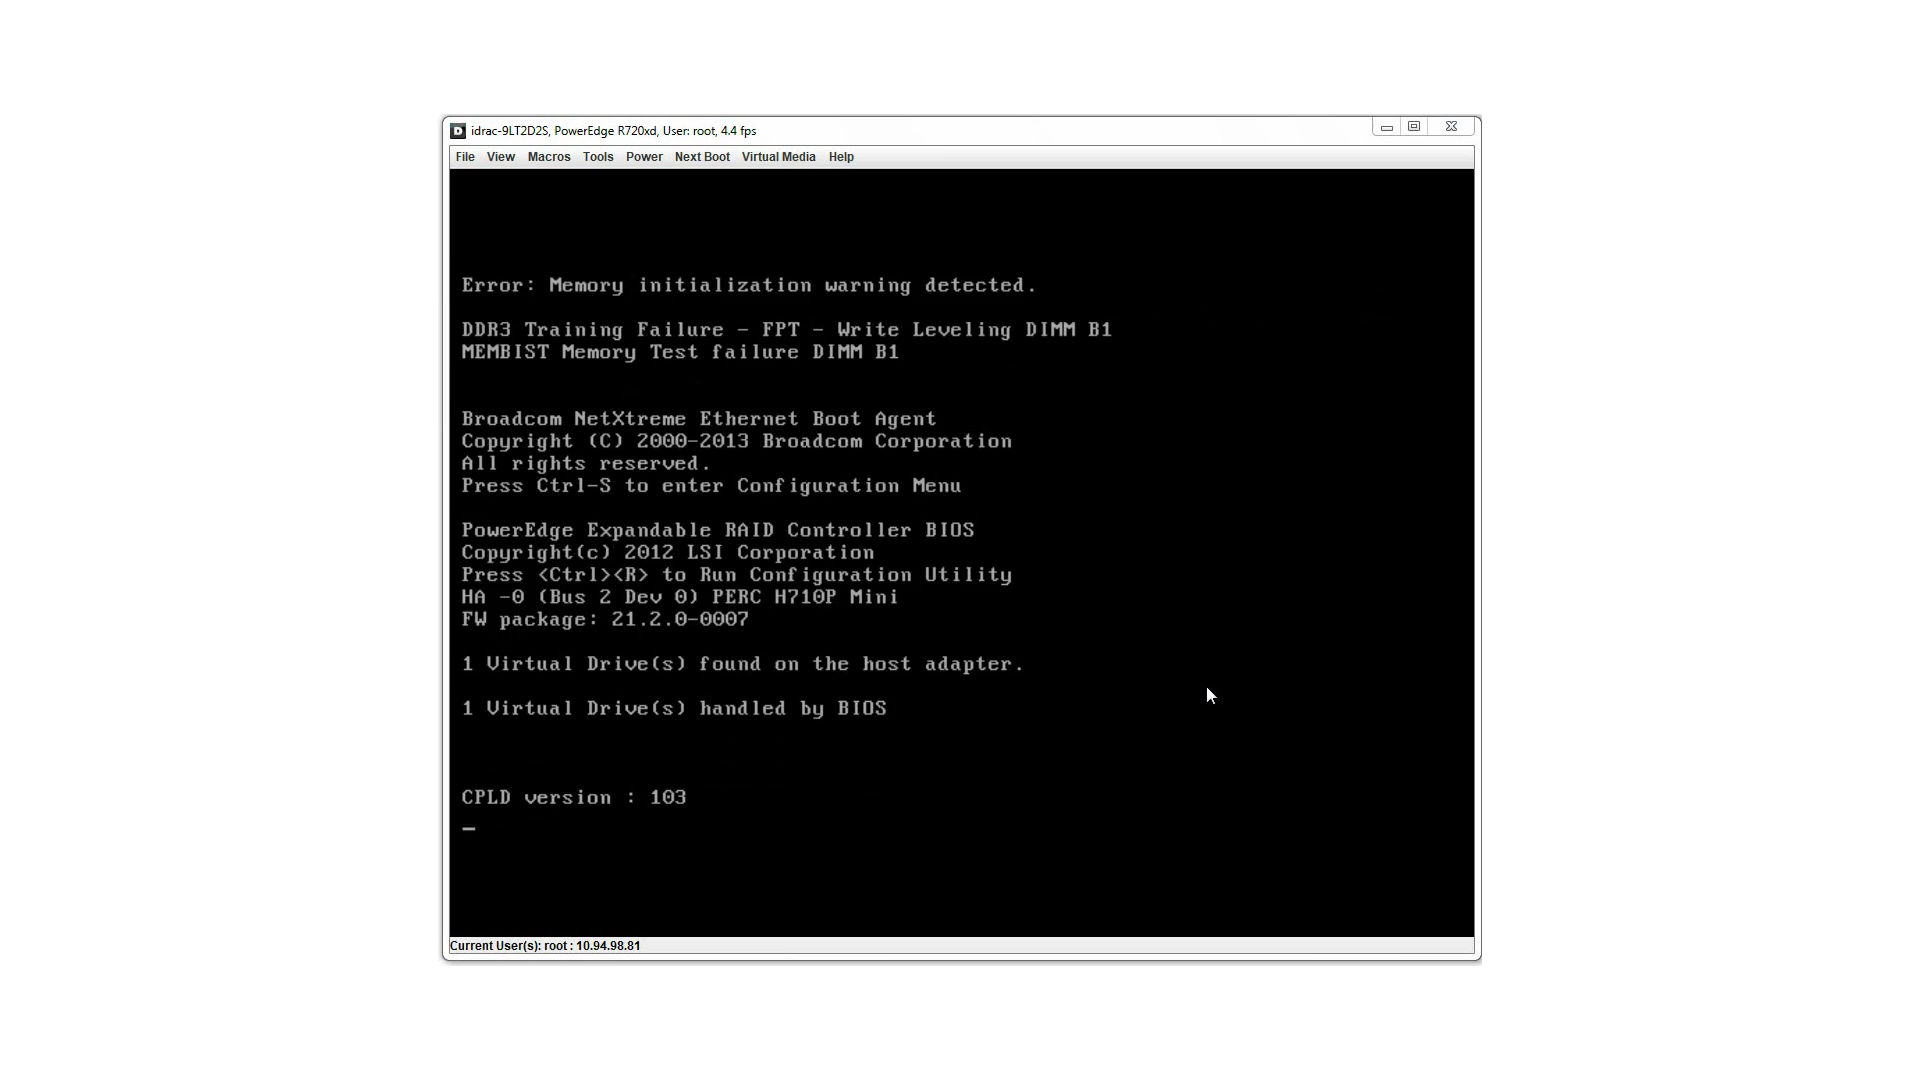 idrac-9LT2D2S, PowerEdge R720xd, User: root, 4.4 fps
File View Macros Tools Power Next Boot Virtual Media Help
Error: Memory initialization warning detected.
DDR3 Training Failure - FPT - Write Leveling DIMM B1
MEMBIST Memory Test failure DIMM B1
Broadcom NetXtreme Ethernet Boot Agent
Copyright (C) 2000-2013 Broadcom Corporation
All rights reserved.
Press Ctrl-S to enter Configuration Menu
PowerEdge Expandable RAID Controller BIOS
Copyright(c) 2012 LSI Corporation
Press <Ctrl><R> to Run Configuration Utility
HA -0 (Bus 2 Dev 0) PERC H710P Mini
FW package: 21.2.0-0007
1 Virtual Drive(s) found on the host adapter.
1 Virtual Drive(s) handled by BIOS
CPLD version : 103
Current User(s): root : 10.94.98.81